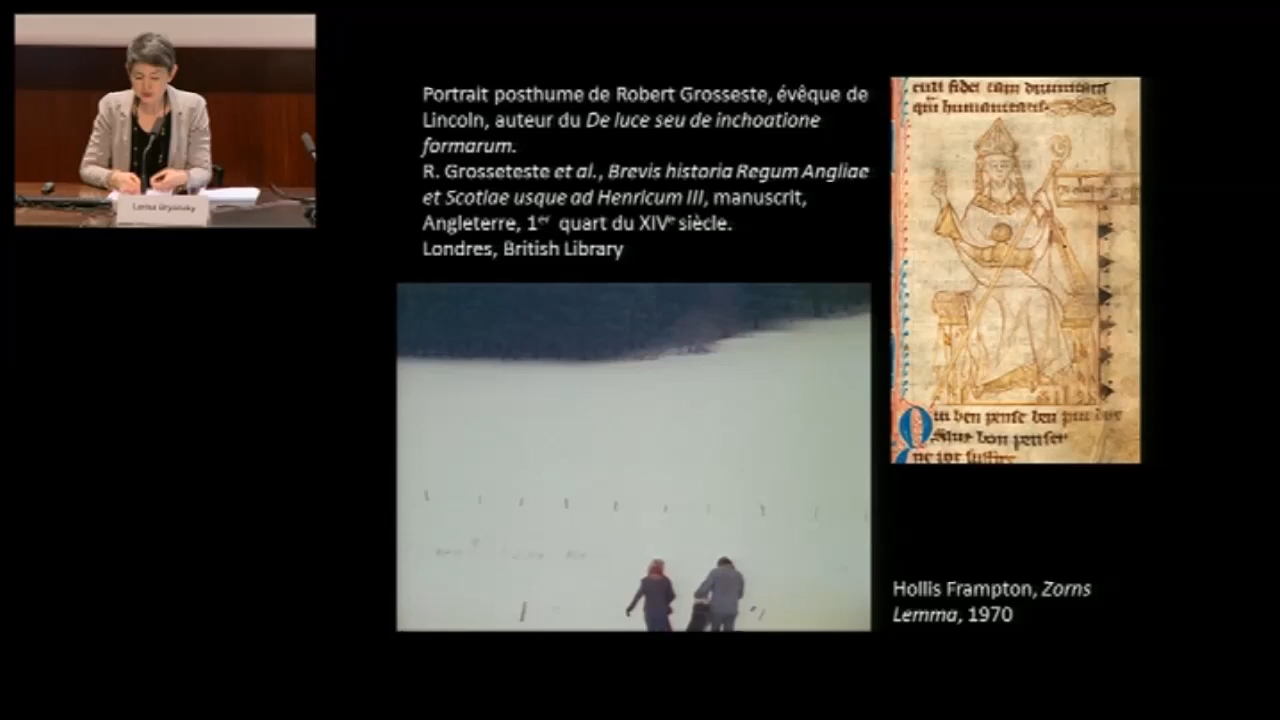 Portrait posthume de Robert Grosseste, évêque de
Lincoln, auteur du De luce seu de inchoatione
formarum.
R. Grosseteste et al., Brevis historia Regum Angliae
et Scotiae usque ad Henricum III, manuscrit,
Angleterre, 1er quart du XIVe siècle.
Londres, British Library
Hollis Frampton, Zorns
Lemma, 1970